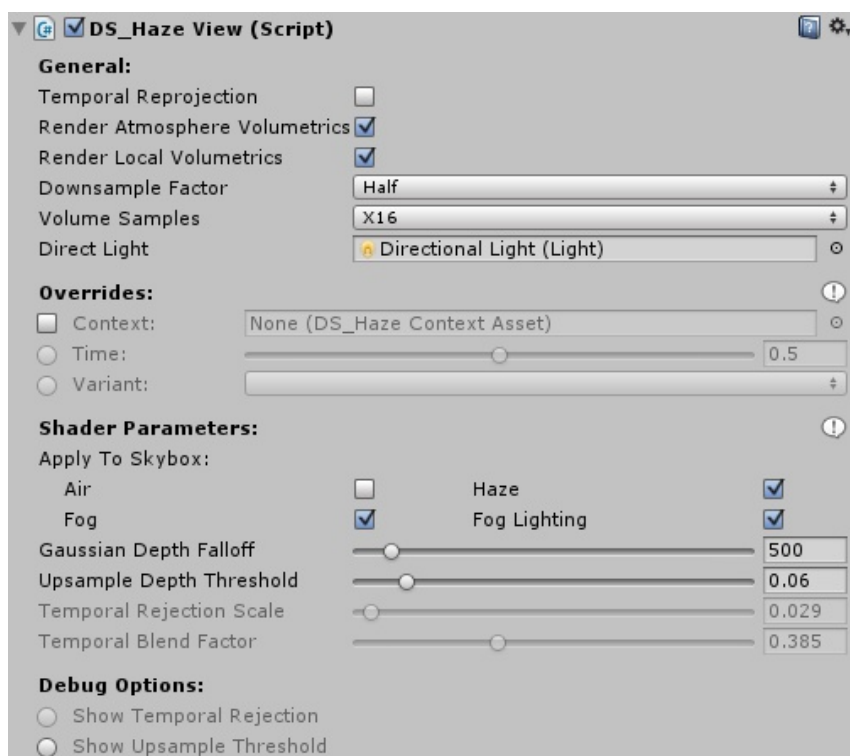 DS_Haze View (Script)
General:
Temporal Reprojection
Render Atmosphere Volumetrics
Render Local Volumetrics
Downsample Factor Half
Volume Samples X16
Direct Light Directional Light (Light)
Overrides:
Context: None (DS_Haze Context Asset)
Time: 0.5
Variant:
Shader Parameters:
Apply To Skybox:
Air Haze
Fog Fog Lighting
Gaussian Depth Falloff 500
Upsample Depth Threshold 0.06
Temporal Rejection Scale 0.029
Temporal Blend Factor 0.385
Debug Options:
Show Temporal Rejection
Show Upsample Threshold